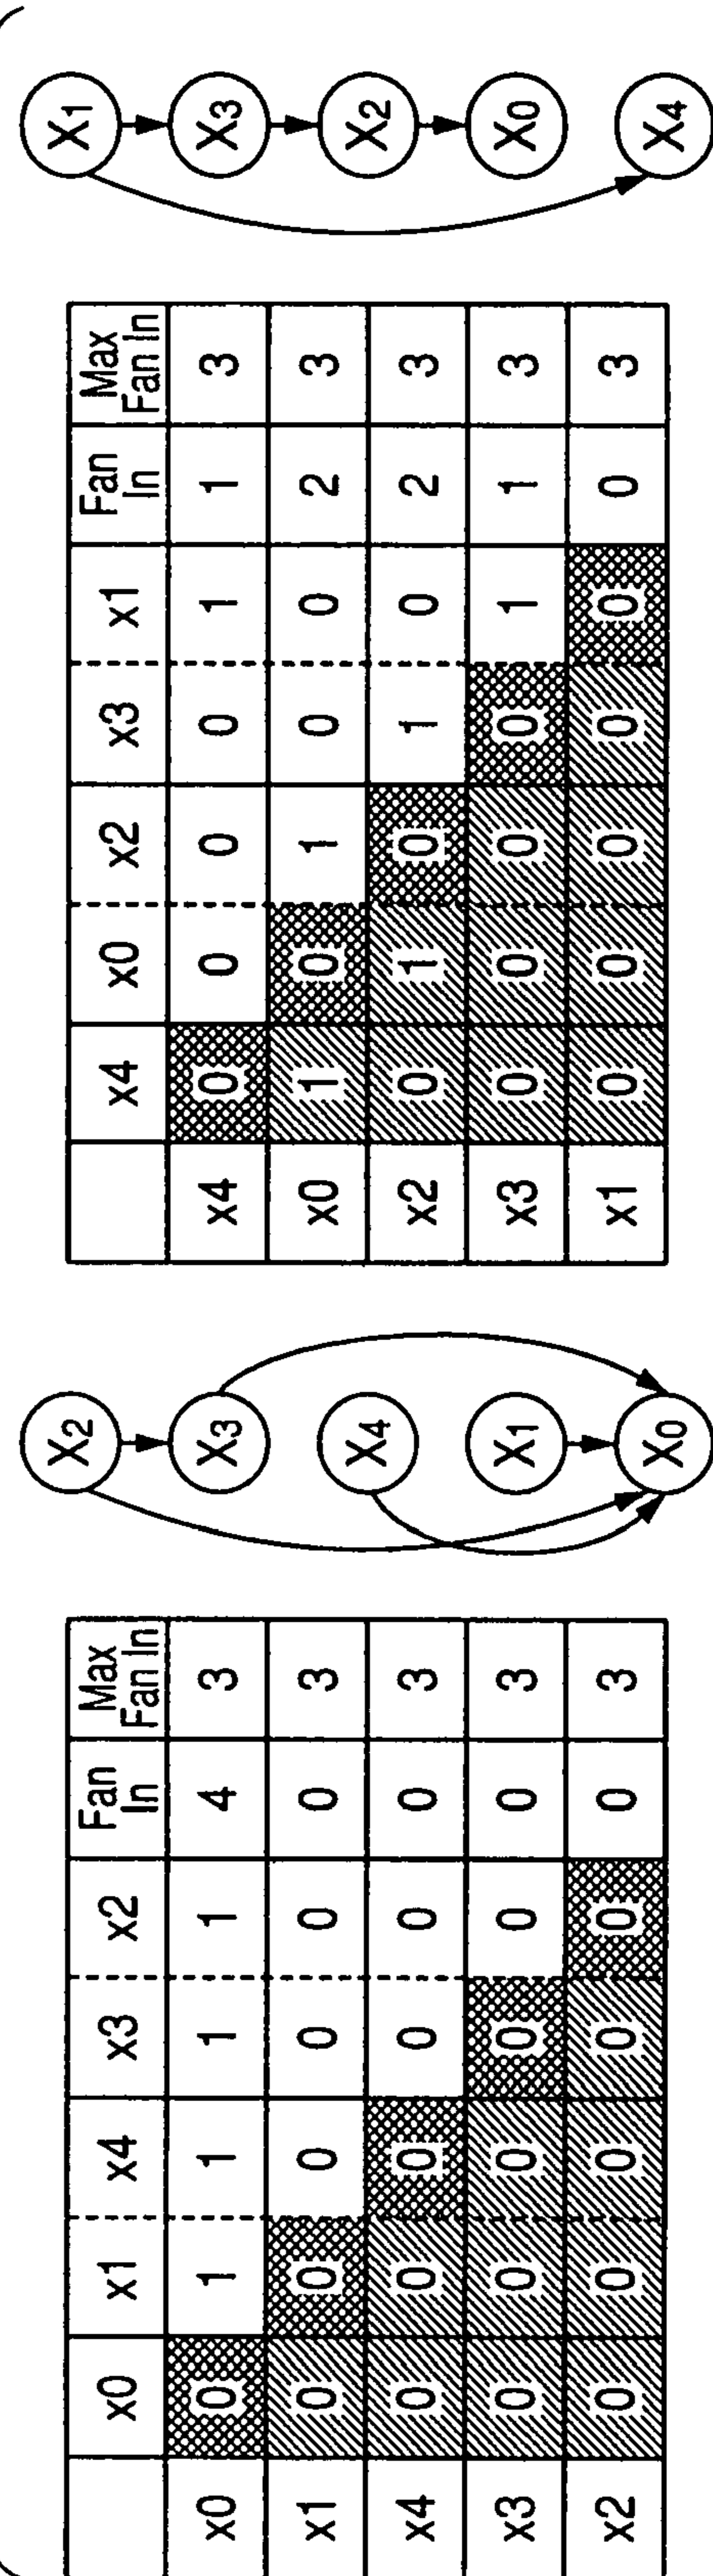 x0 x1 x4 x3 x2 Fan In Max Fan In
x0 0 1 1 1 1 4 3
x1 0 0 0 0 0 0 3
x4 0 0 0 0 0 0 3
x3 0 0 0 0 0 0 3
x2 0 0 0 0 0 0 3
X2
X3
X4
X1
X0
x4 x0 x2 x3 x1 Fan In Max Fan In
x4 0 0 0 0 1 1 3
x0 1 0 1 0 0 2 3
x2 0 1 0 1 0 2 3
x3 0 0 0 0 1 1 3
x1 0 0 0 0 0 0 3
X1
X3
X2
X0
X4